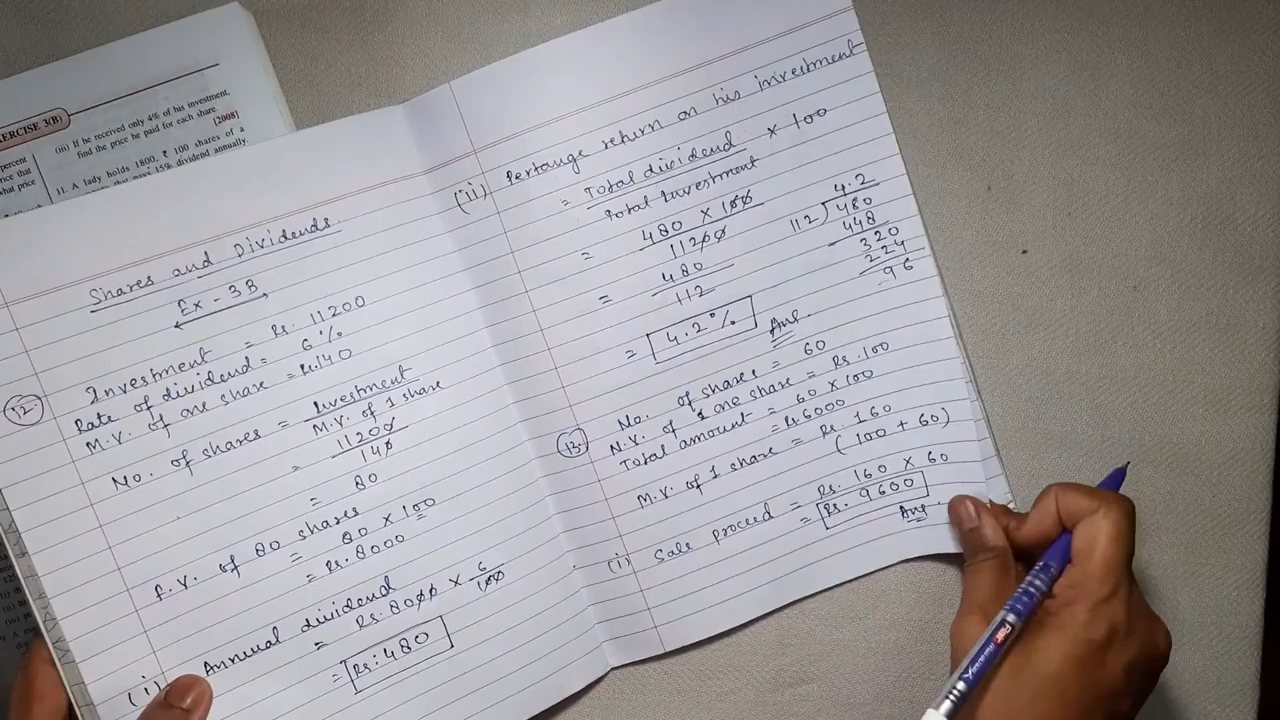 ERCISE 3(B)
percent
rice that
what price
(iii) If he received only 4% of his investment,
find the price he paid for each share.
[2008]
11. A lady holds 1800, ₹ 100 shares of a
that pays 15% dividend annually.
Shares and Dividends
Ex - 3B
12. Investment = Rs. 11200
Rate of dividend = 6%
M.V. of one share = Rs.140
No. of shares = Investment
M.V. of 1 share
= 11200
140
= 80
F.V. of 80 shares
= 80 × 100
= Rs. 8000
(i) Annual dividend
= Rs. 8000 × 6
100
= Rs: 480
(ii) Pertange return on his investment
= Total dividend × 100
Total Investment
= 480 × 100
11200
= 480
112
= 4.2% Ans.
4.2
112 ) 480
448
320
224
96
13. No. of shares = 60
N.V. of one share = Rs. 100
Total amount = 60 × 100
= Rs. 6000
M.V. of 1 share = Rs. 160
(100 + 60)
(i) Sale proceed = Rs. 160 × 60
= Rs. 9600
Ans.